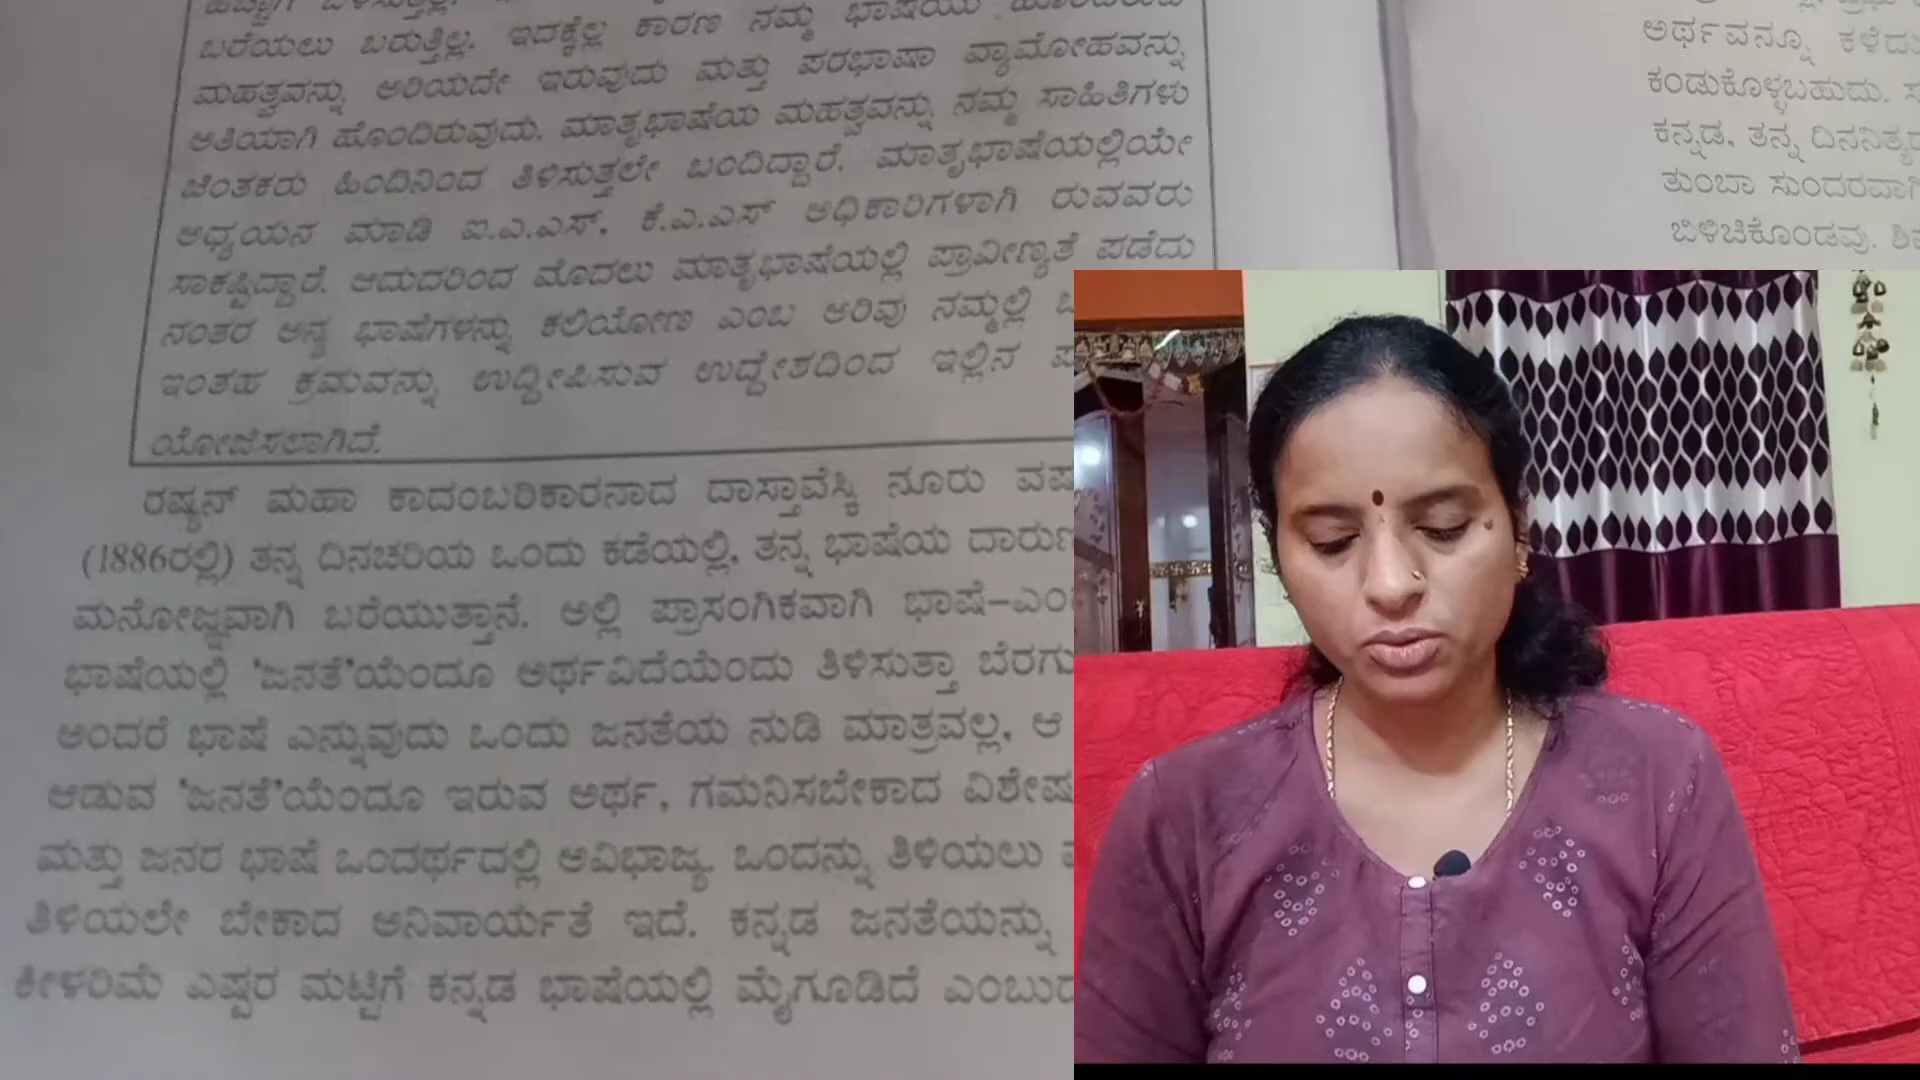 ಬರೆಯಲು ಬರುತ್ತಿಲ್ಲ. ಇದಕ್ಕೆಲ್ಲ ಕಾರಣ ನಮ್ಮ ಭಾಷೆಯ
ಮಹತ್ವವನ್ನು ಅರಿಯದೇ ಇರುವುದು ಮತ್ತು ಪರಭಾಷಾ ವ್ಯಾಮೋಹವನ್ನು
ಅತಿಯಾಗಿ ಹೊಂದಿರುವುದು. ಮಾತೃಭಾಷೆಯ ಮಹತ್ವವನ್ನು ನಮ್ಮ ಸಾಹಿತಿಗಳು
ಚಿಂತಕರು ಹಿಂದಿನಿಂದ ತಿಳಿಸುತ್ತಲೇ ಬಂದಿದ್ದಾರೆ. ಮಾತೃಭಾಷೆಯಲ್ಲಿಯೇ
ಅಧ್ಯಯನ ಮಾಡಿ ಐ.ಎ.ಎಸ್. ಕೆ.ಎ.ಎಸ್ ಅಧಿಕಾರಿಗಳಾಗಿ ರುವವರು
ಸಾಕಷ್ಟಿದ್ದಾರೆ. ಆದುದರಿಂದ ಮೊದಲು ಮಾತೃಭಾಷೆಯಲ್ಲಿ ಪ್ರಾವೀಣ್ಯತೆ ಪಡೆದು
ನಂತರ ಅನ್ಯ ಭಾಷೆಗಳನ್ನು ಕಲಿಯೋಣ ಎಂಬ ಅರಿವು ನಮ್ಮಲ್ಲಿ
ಇಂತಹ ಕ್ರಮವನ್ನು ಉದ್ದೀಪಿಸುವ ಉದ್ದೇಶದಿಂದ ಇಲ್ಲಿನ
ಯೋಜಿಸಲಾಗಿದೆ.
ರಷ್ಯನ್ ಮಹಾ ಕಾದಂಬರಿಕಾರನಾದ ದಾಸ್ತಾವೆಸ್ಕಿ ನೂರು
(1886ರಲ್ಲಿ) ತನ್ನ ದಿನಚರಿಯ ಒಂದು ಕಡೆಯಲ್ಲಿ, ತನ್ನ ಭಾಷೆಯ
ಮನೋಜ್ಞವಾಗಿ ಬರೆಯುತ್ತಾನೆ. ಅಲ್ಲಿ ಪ್ರಾಸಂಗಿಕವಾಗಿ ಭಾಷೆ-
ಭಾಷೆಯಲ್ಲಿ 'ಜನತೆ'ಯೆಂದೂ ಅರ್ಥವಿದೆಯೆಂದು ತಿಳಿಸುತ್ತಾ
ಅಂದರೆ ಭಾಷೆ ಎನ್ನುವುದು ಒಂದು ಜನತೆಯ ನುಡಿ ಮಾತ್ರವಲ್ಲ, ಆ
ಆಡುವ 'ಜನತೆ'ಯೆಂದೂ ಇರುವ ಅರ್ಥ, ಗಮನಿಸಬೇಕಾದ
ಮತ್ತು ಜನರ ಭಾಷೆ ಒಂದರ್ಥದಲ್ಲಿ ಅವಿಭಾಜ್ಯ. ಒಂದನ್ನು ತಿಳಿಯಲು
ತಿಳಿಯಲೇ ಬೇಕಾದ ಅನಿವಾರ್ಯತೆ ಇದೆ. ಕನ್ನಡ ಜನತೆಯನ್ನು
ಕೀಳರಿಮೆ ಎಷ್ಟರ ಮಟ್ಟಿಗೆ ಕನ್ನಡ ಭಾಷೆಯಲ್ಲಿ ಮೈಗೂಡಿದೆ
ಅರ್ಥವನ್ನೂ
ಕಂಡುಕೊಳ್ಳಬಹುದು.
ಕನ್ನಡ, ತನ್ನ
ತುಂಬಾ ಸುಂದರವಾಗಿ
ಬಿಳಿಚಿಕೊಂಡವು.